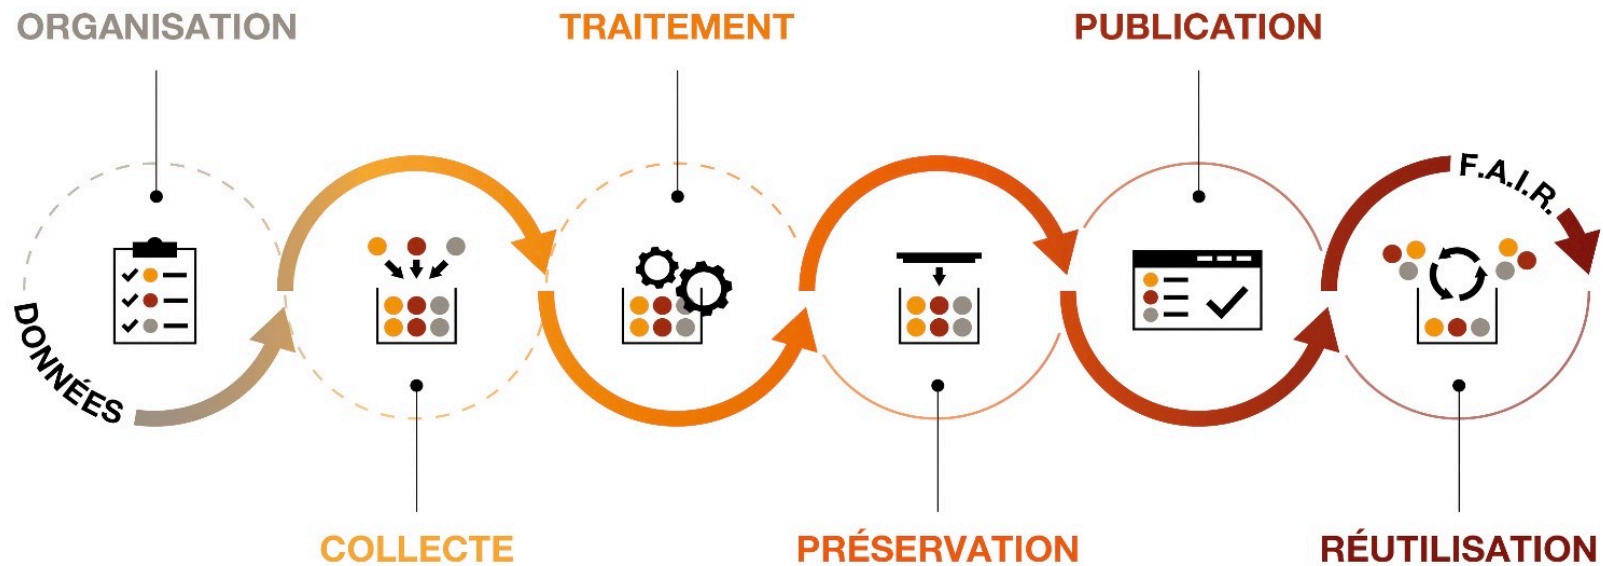 ORGANISATION
TRAITEMENT
PUBLICATION
DONNÉES
F.A.I.R.
COLLECTE
PRÉSERVATION
RÉUTILISATION